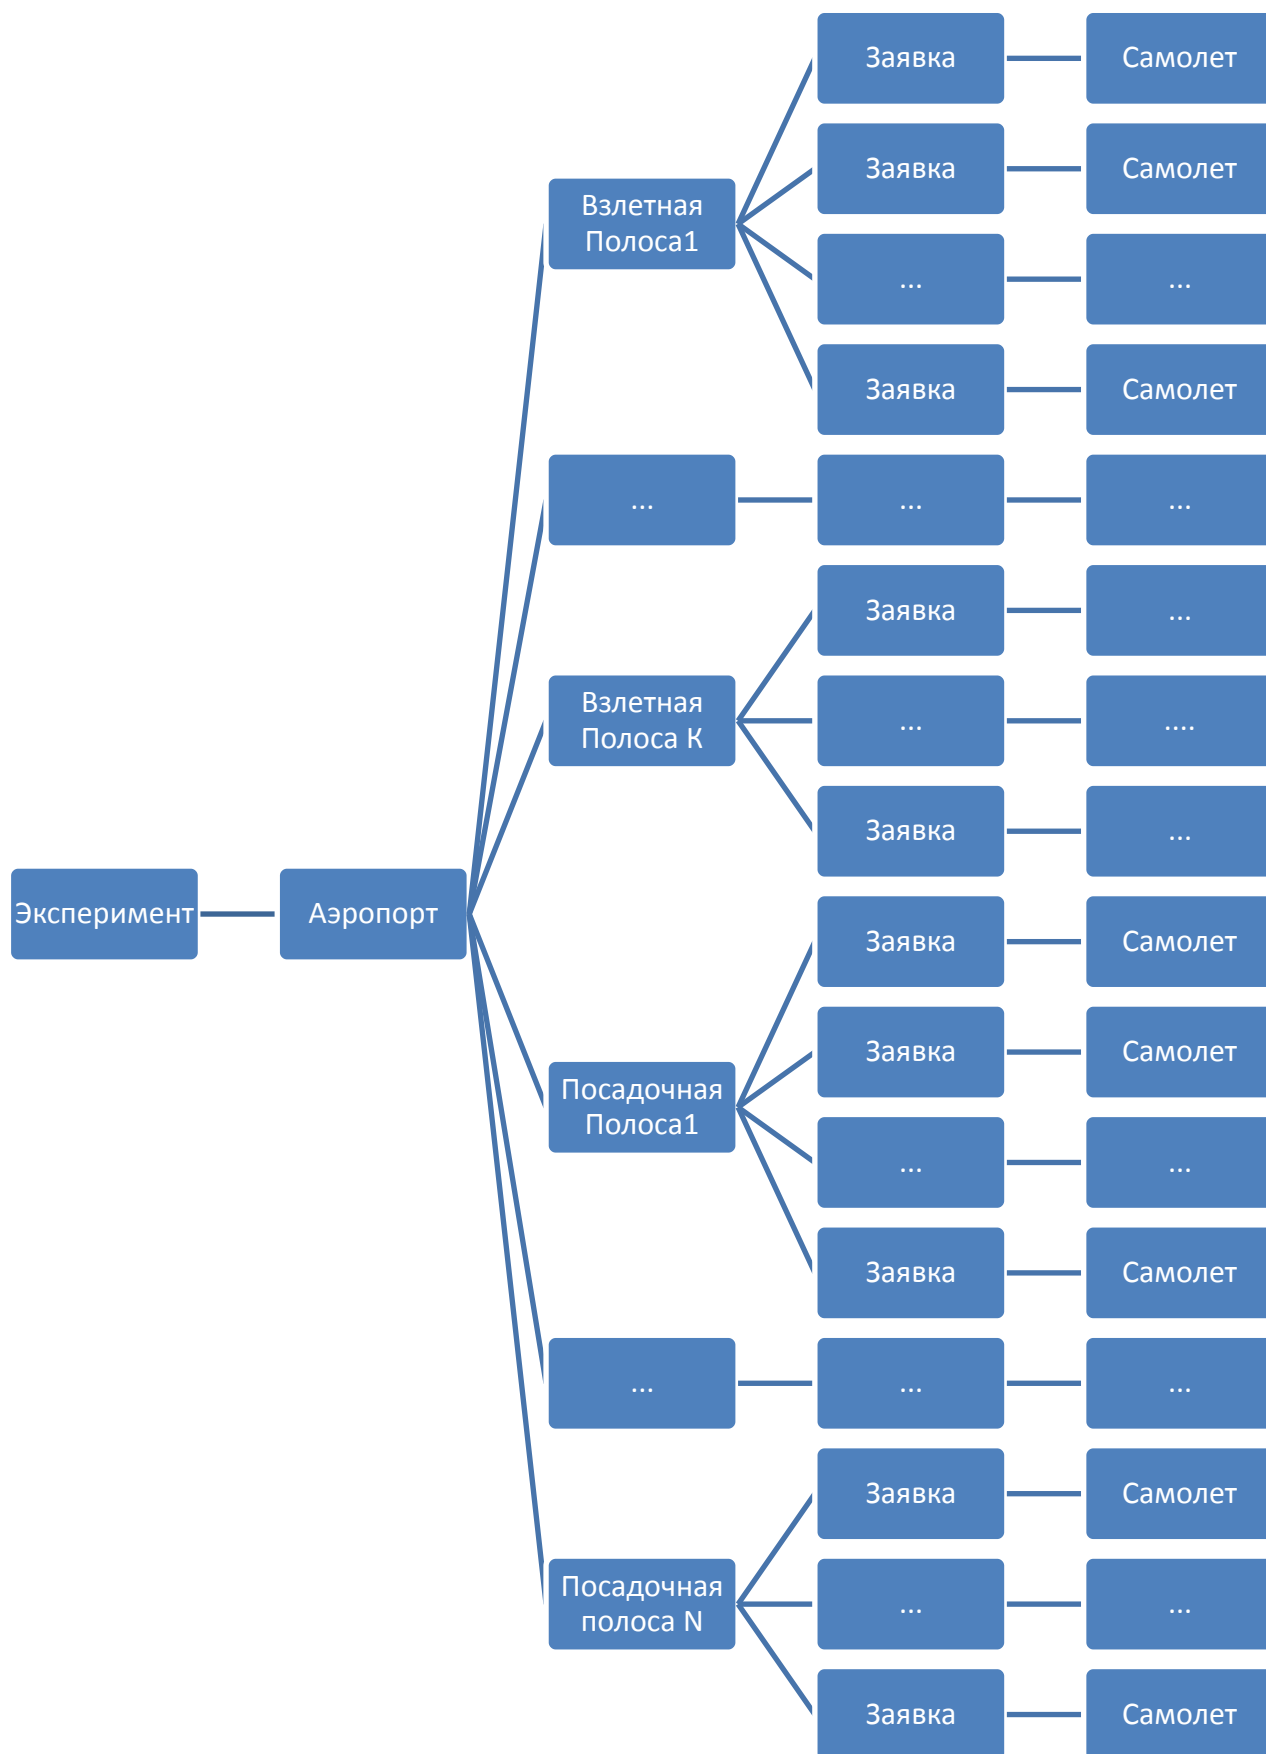 Заявка
Самолет
Заявка
Самолет
Взлетная
Полоса1
...
...
Заявка
Самолет
...
...
...
Заявка
...
Взлетная
Полоса К
...
....
Заявка
...
Эксперимент
Аэропорт
Заявка
Самолет
Заявка
Самолет
Посадочная
Полоса1
...
...
Заявка
Самолет
...
...
...
Заявка
Самолет
Посадочная
полоса N
...
...
Заявка
Самолет